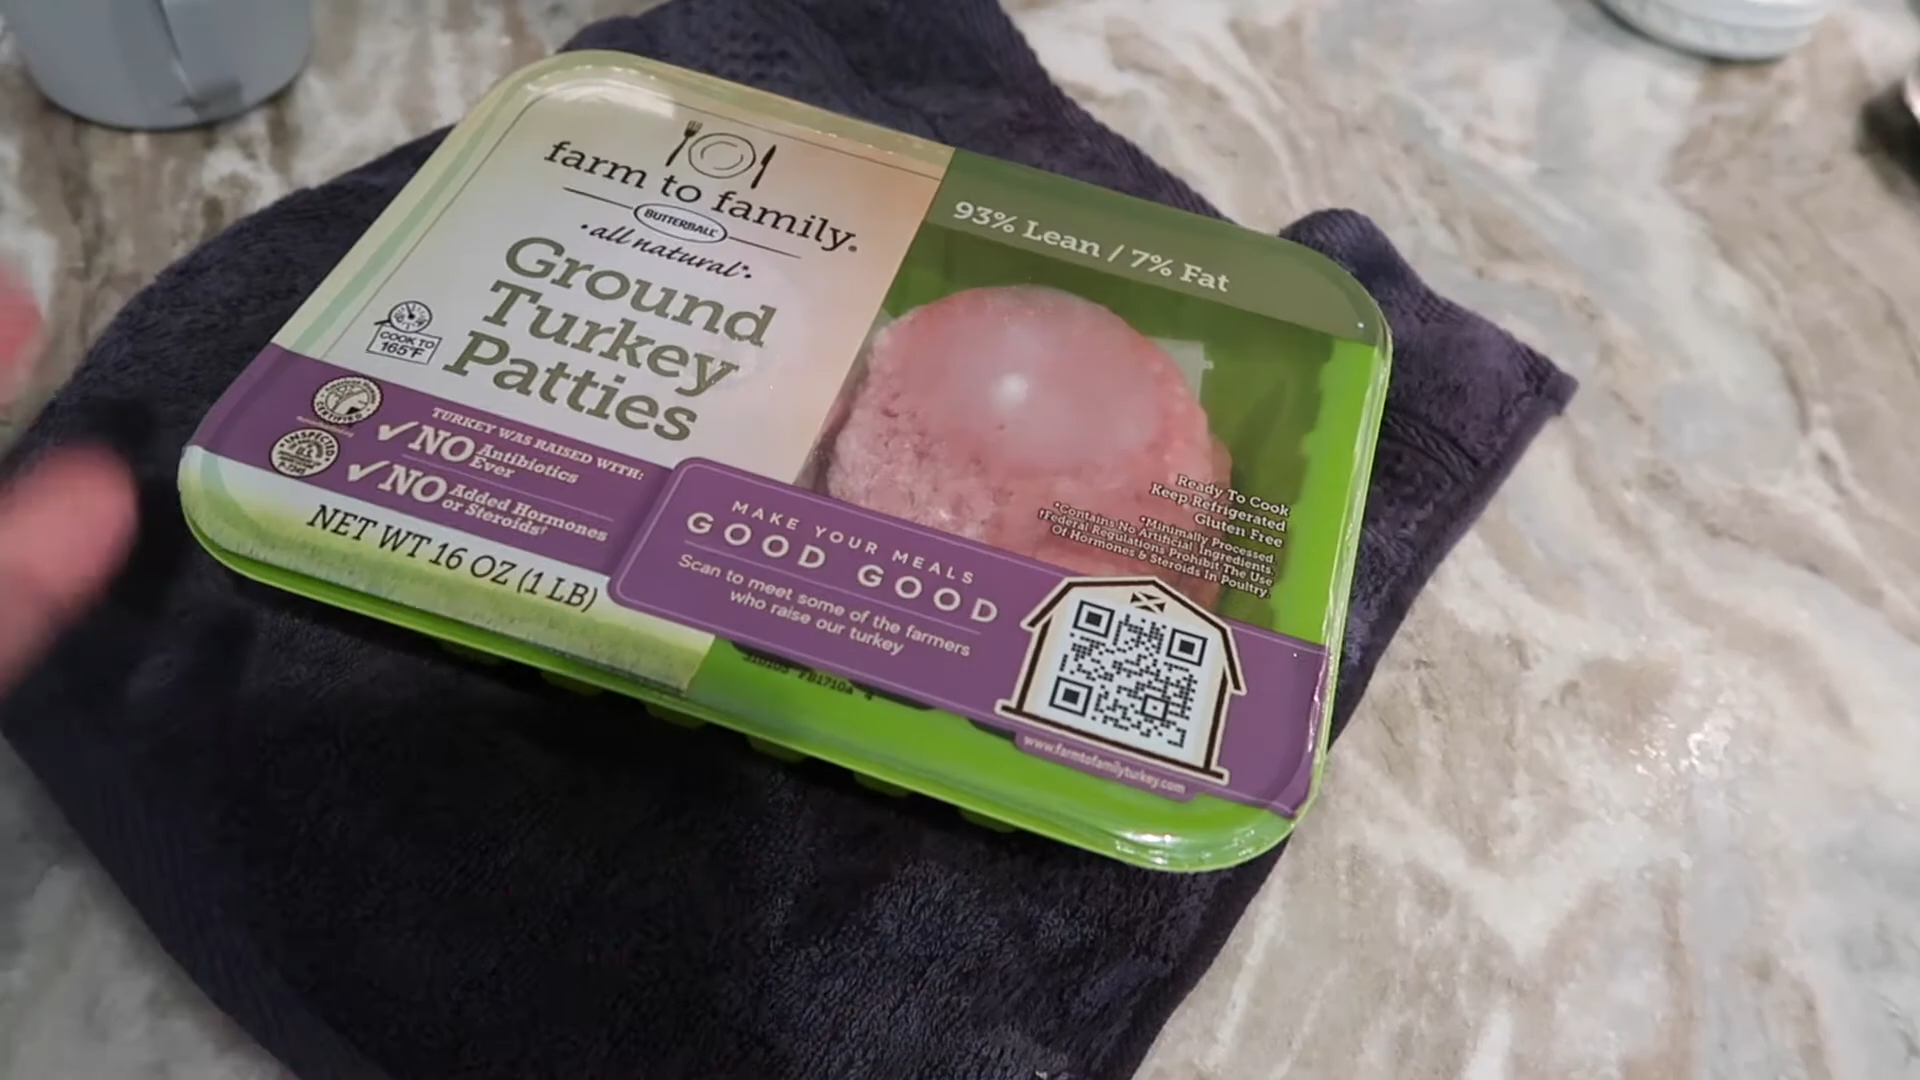 farm to family®
BUTTERBALL
•all natural*•
Ground
Turkey
Patties
COOK TO
165°F
93% Lean / 7% Fat
CERTIFIED
INSPECTED
TURKEY WAS RAISED WITH:
✓NO Antibiotics
Ever
✓NO Added Hormones
or Steroids†
NET WT 16 OZ (1 LB)
MAKE YOUR MEALS
GOOD GOOD
Scan to meet some of the farmers
who raise our turkey
Ready To Cook
Keep Refrigerated
Gluten Free
*Minimally Processed.
*Contains No Artificial Ingredients.
†Federal Regulations Prohibit The Use
Of Hormones & Steroids In Poultry.
www.farmtofamilyturkey.com